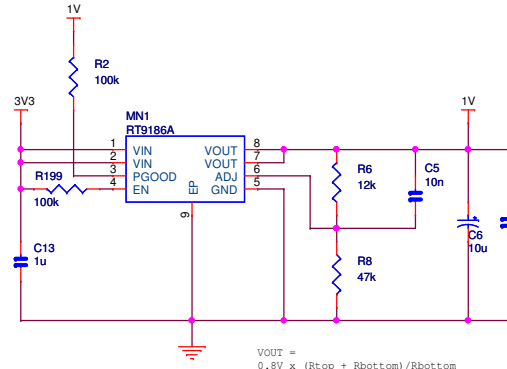 1V
R2
100k
3V3
MN1
RT9186A
1V
1 VIN VOUT 8
2 VIN VOUT 7
3 PGOOD ADJ 6
4 EN GND 5
EP
9
R199
100k
R6
12k
C5
10n
C6
10u
C13
1u
R8
47k
VOUT =
0.8V x (Rtop + Rbottom)/Rbottom